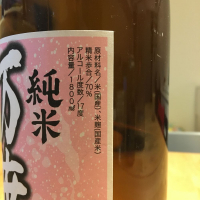 原材料名／米(国産)、米麹(国産米)
精米歩合／70%
アルコール度数／17度
内容量／1800ml
純米